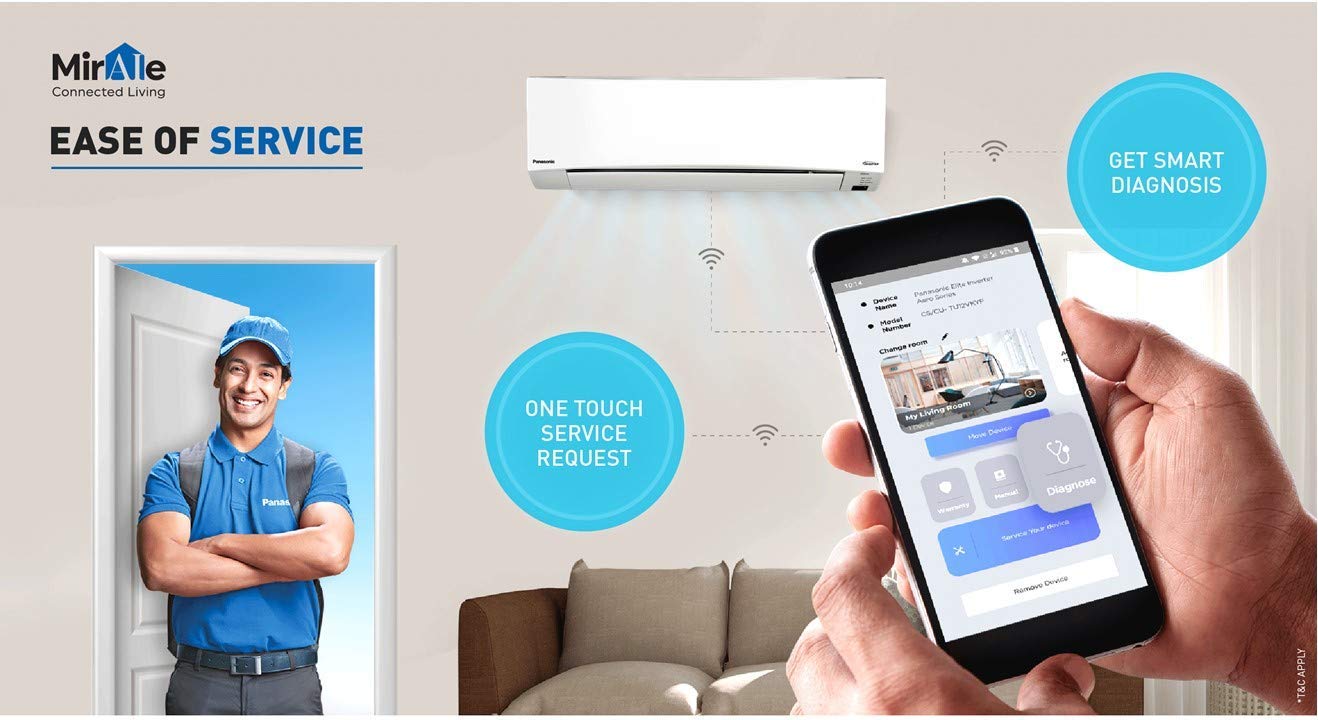 MirAIe
Connected Living
EASE OF SERVICE
Panasonic
GET SMART
DIAGNOSIS
10:14
Device
Name
Panasonic Elite Inverter
Aero Series
Model
Number
CS/CU- TU12VKYF
Change room
My Living Room
Move Device
Warranty
Manual
Diagnose
Service Your device
Remove Device
ONE TOUCH
SERVICE
REQUEST
Panas
*T&C APPLY